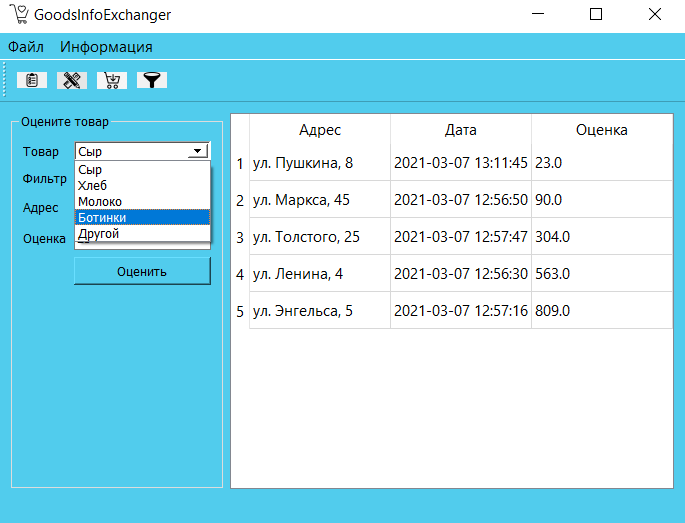 GoodsInfoExchanger
Файл Информация
Оцените товар
Товар Сыр
Сыр
Хлеб
Молоко
Ботинки
Другой
Фильтр
Адрес
Оценка
Оценить
Адрес Дата Оценка
1 ул. Пушкина, 8 2021-03-07 13:11:45 23.0
2 ул. Маркса, 45 2021-03-07 12:56:50 90.0
3 ул. Толстого, 25 2021-03-07 12:57:47 304.0
4 ул. Ленина, 4 2021-03-07 12:56:30 563.0
5 ул. Энгельса, 5 2021-03-07 12:57:16 809.0